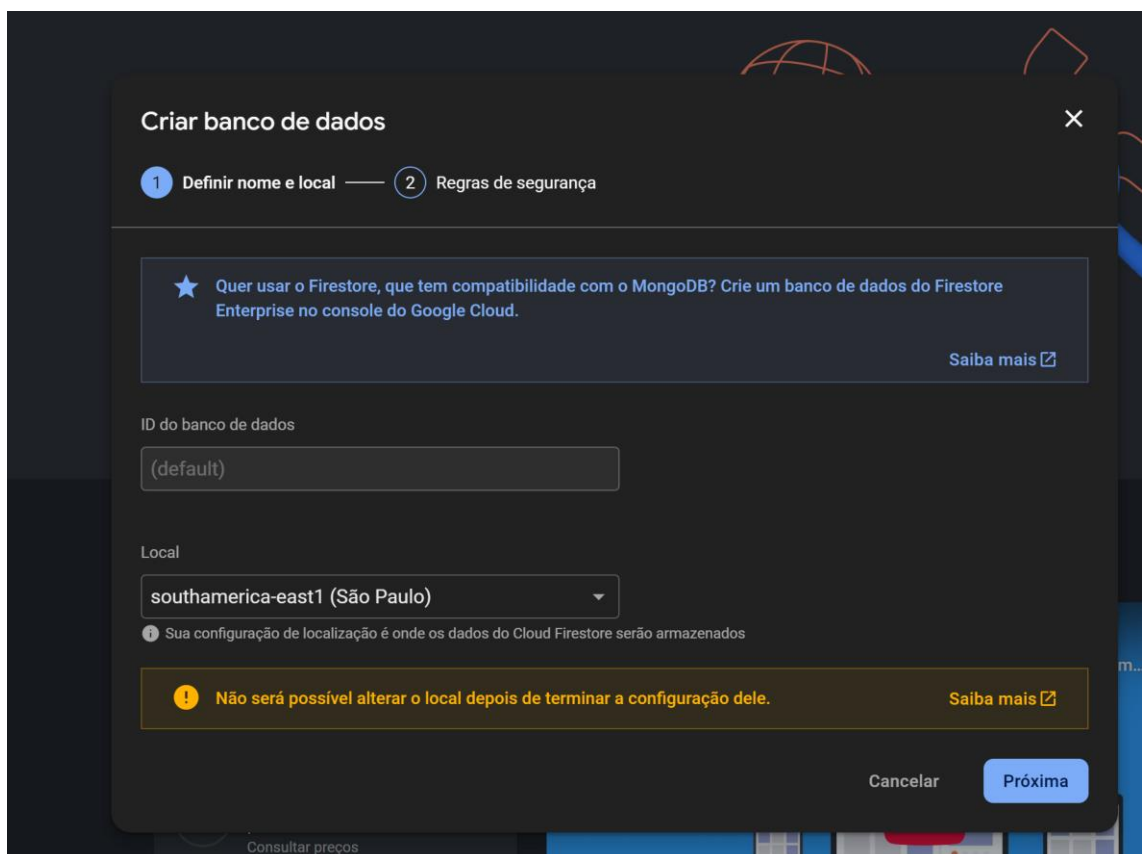 Criar banco de dados
1 Definir nome e local
2 Regras de segurança
Quer usar o Firestore, que tem compatibilidade com o MongoDB? Crie um banco de dados do Firestore
Enterprise no console do Google Cloud.
Saiba mais
ID do banco de dados
(default)
Local
southamerica-east1 (São Paulo)
Sua configuração de localização é onde os dados do Cloud Firestore serão armazenados
m...
Não será possível alterar o local depois de terminar a configuração dele.
Saiba mais
Cancelar
Próxima
Consultar preços